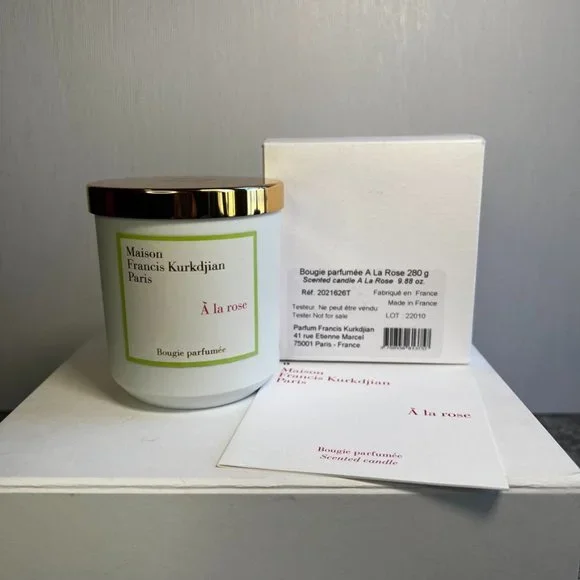 Maison
Francis Kurkdjian
Paris
À la rose
Bougie parfumée
Bougie parfumée A La Rose 280 g
Scented candle A La Rose 9.88 oz.
Réf. 2021626T
Fabriqué en France
Made in France
Testeur Ne peut être vendu
Tester Not for sale
LOT : 22010
Parfum Francis Kurkdjian
41 rue Etienne Marcel
75001 Paris - France
Maison
Francis Kurkdjian
Paris
À la rose
Bougie parfumée
Scented candle